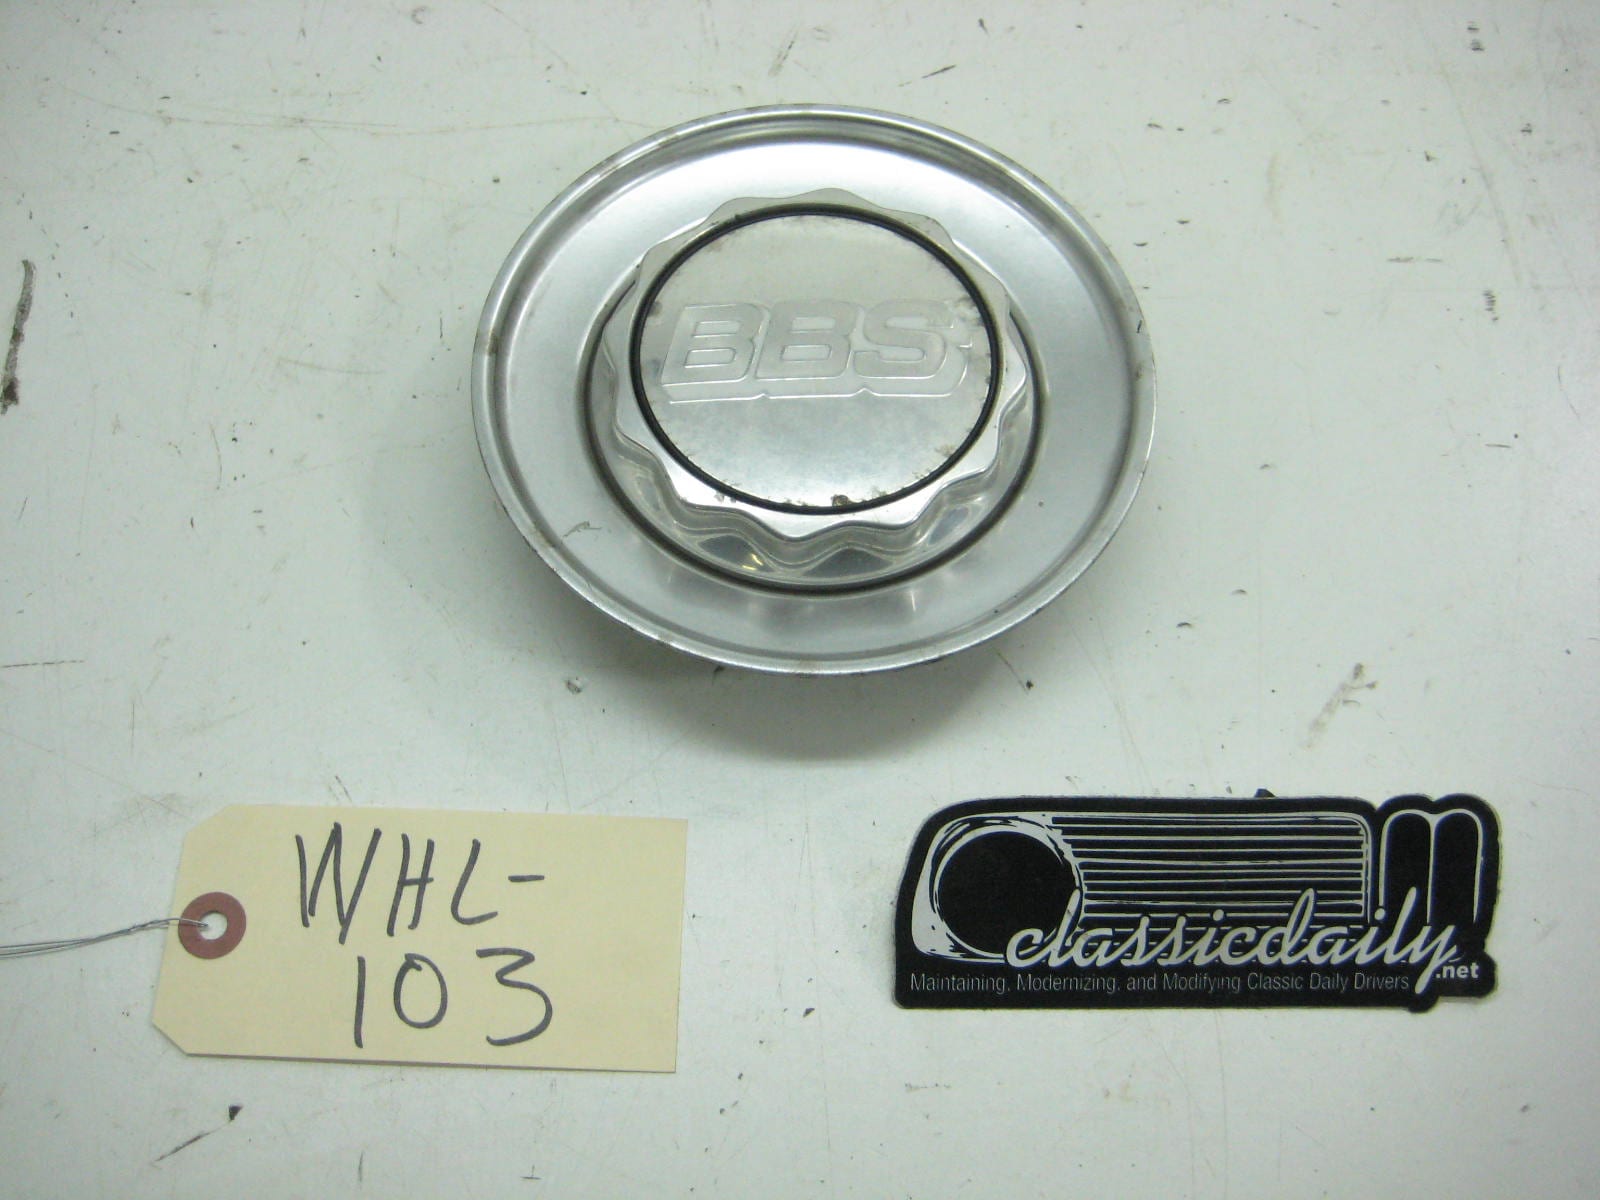 BBS
WHL-
103
classicdaily.net
Maintaining, Modernizing, and Modifying Classic Daily Drivers